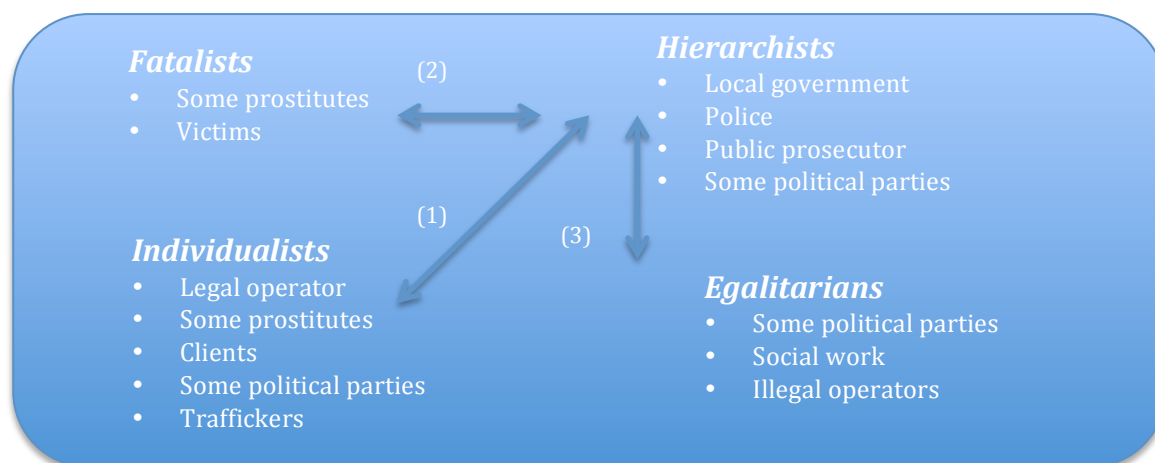 Fatalists
• Some prostitutes
• Victims
(2)
Hierarchists
• Local government
• Police
• Public prosecutor
• Some political parties
(1)
(3)
Individualists
• Legal operator
• Some prostitutes
• Clients
• Some political parties
• Traffickers
Egalitarians
• Some political parties
• Social work
• Illegal operators